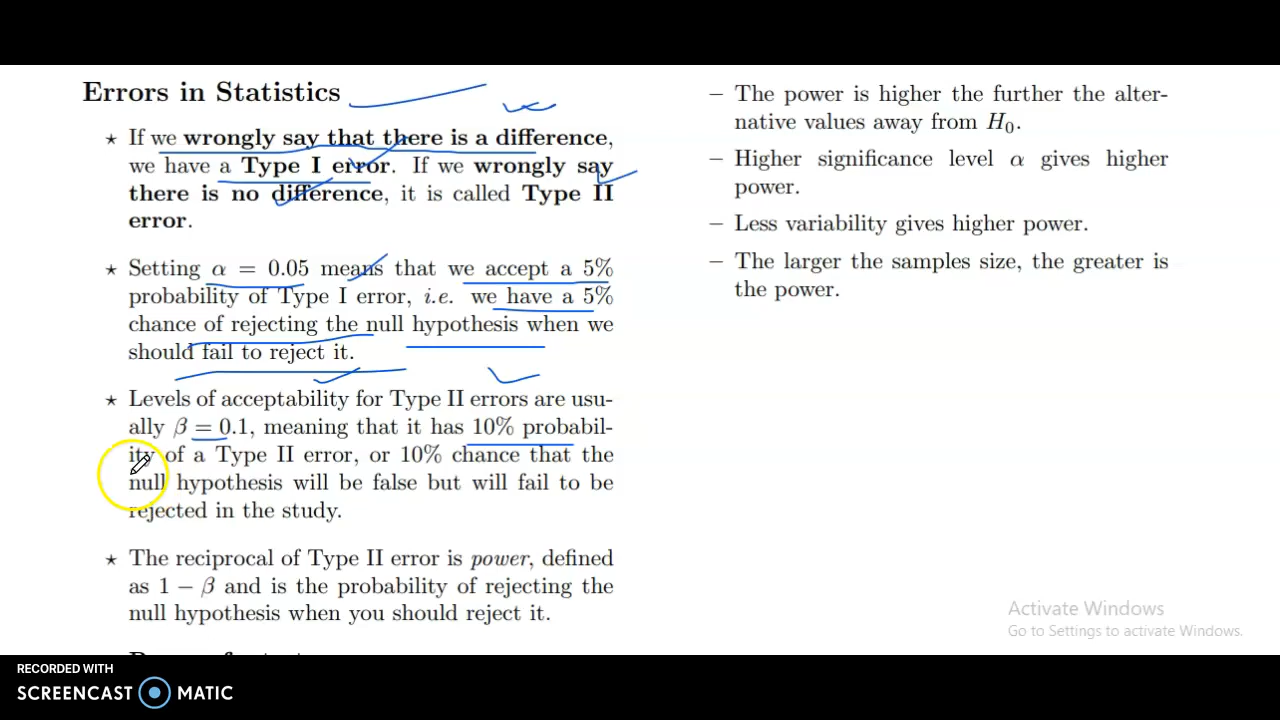 Errors in Statistics
⋆ If we wrongly say that there is a difference,
we have a Type I error. If we wrongly say
there is no difference, it is called Type II
error.
⋆ Setting α = 0.05 means that we accept a 5%
probability of Type I error, i.e. we have a 5%
chance of rejecting the null hypothesis when we
should fail to reject it.
⋆ Levels of acceptability for Type II errors are usu-
ally β = 0.1, meaning that it has 10% probabil-
ity of a Type II error, or 10% chance that the
null hypothesis will be false but will fail to be
rejected in the study.
⋆ The reciprocal of Type II error is power, defined
as 1 − β and is the probability of rejecting the
null hypothesis when you should reject it.
– The power is higher the further the alter-
native values away from H₀.
– Higher significance level α gives higher
power.
– Less variability gives higher power.
– The larger the samples size, the greater is
the power.
Activate Windows
Go to Settings to activate Windows.
RECORDED WITH
SCREENCAST MATIC